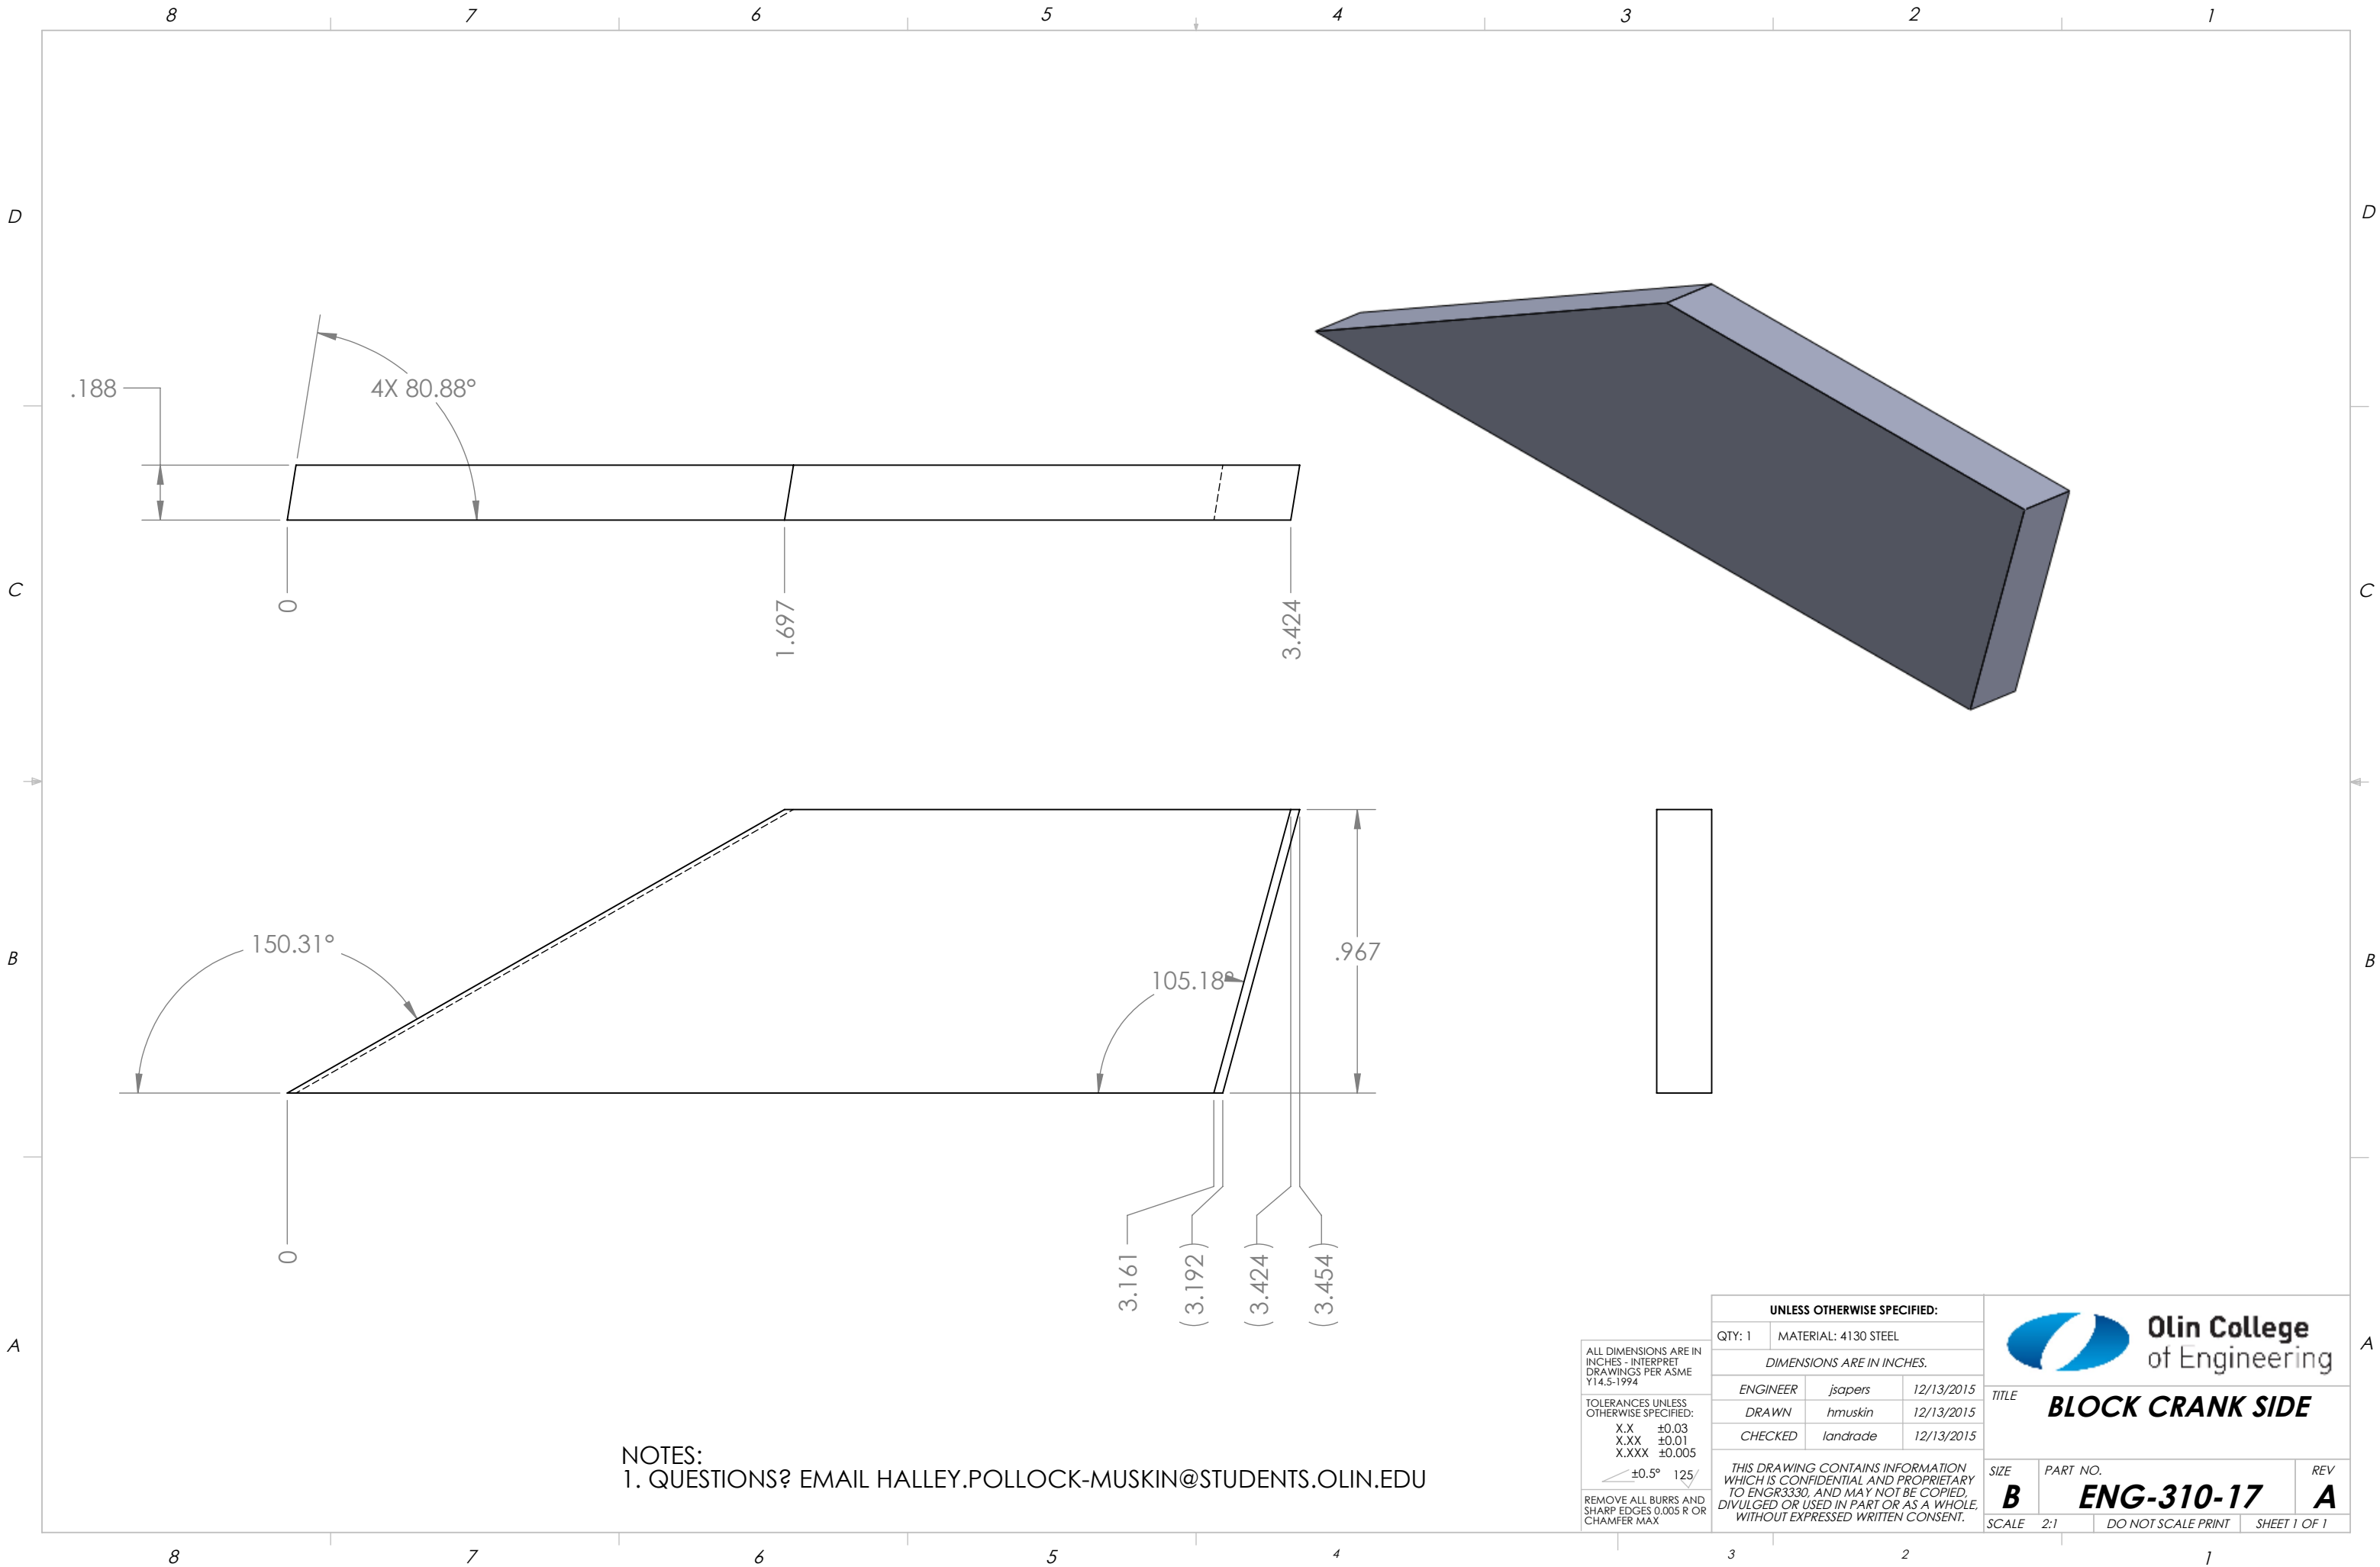 8 7 6 5 4 3 2 1
D D
.188
4X 80.88°
C C
0
1.697
3.424
150.31°
105.18°
.967
B B
0
3.161
(3.192)
(3.424)
(3.454)
A A
NOTES:
1. QUESTIONS? EMAIL HALLEY.POLLOCK-MUSKIN@STUDENTS.OLIN.EDU
ALL DIMENSIONS ARE IN
INCHES - INTERPRET
DRAWINGS PER ASME
Y14.5-1994
TOLERANCES UNLESS
OTHERWISE SPECIFIED:
X.X ±0.03
X.XX ±0.01
X.XXX ±0.005
±0.5° 125
REMOVE ALL BURRS AND
SHARP EDGES 0.005 R OR
CHAMFER MAX
UNLESS OTHERWISE SPECIFIED:
QTY: 1 MATERIAL: 4130 STEEL
DIMENSIONS ARE IN INCHES.
ENGINEER jsapers 12/13/2015
DRAWN hmuskin 12/13/2015
CHECKED landrade 12/13/2015
THIS DRAWING CONTAINS INFORMATION
WHICH IS CONFIDENTIAL AND PROPRIETARY
TO ENGR3330, AND MAY NOT BE COPIED,
DIVULGED OR USED IN PART OR AS A WHOLE,
WITHOUT EXPRESSED WRITTEN CONSENT.
Olin College
of Engineering
TITLE
BLOCK CRANK SIDE
SIZE PART NO. REV
B ENG-310-17 A
SCALE 2:1 DO NOT SCALE PRINT SHEET 1 OF 1
8 7 6 5 4 3 2 1